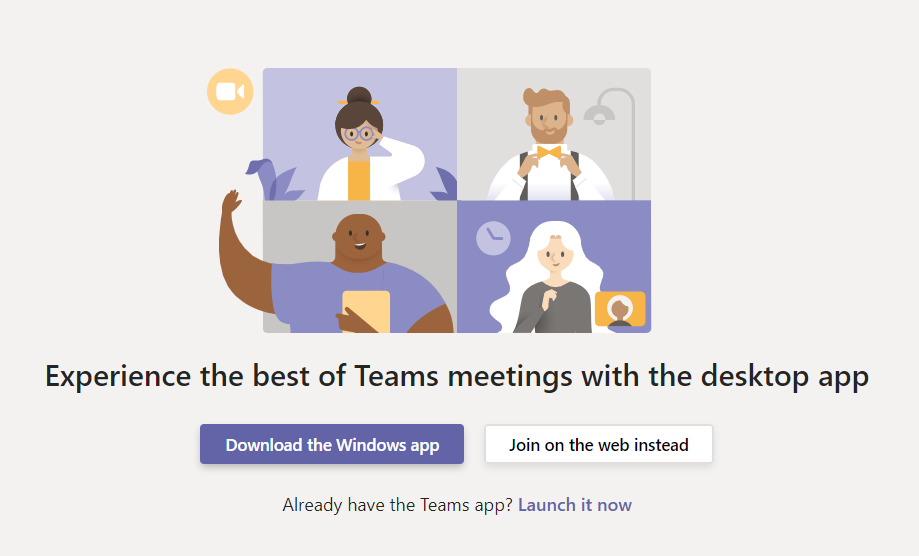 Experience the best of Teams meetings with the desktop app
Download the Windows app
Join on the web instead
Already have the Teams app? Launch it now